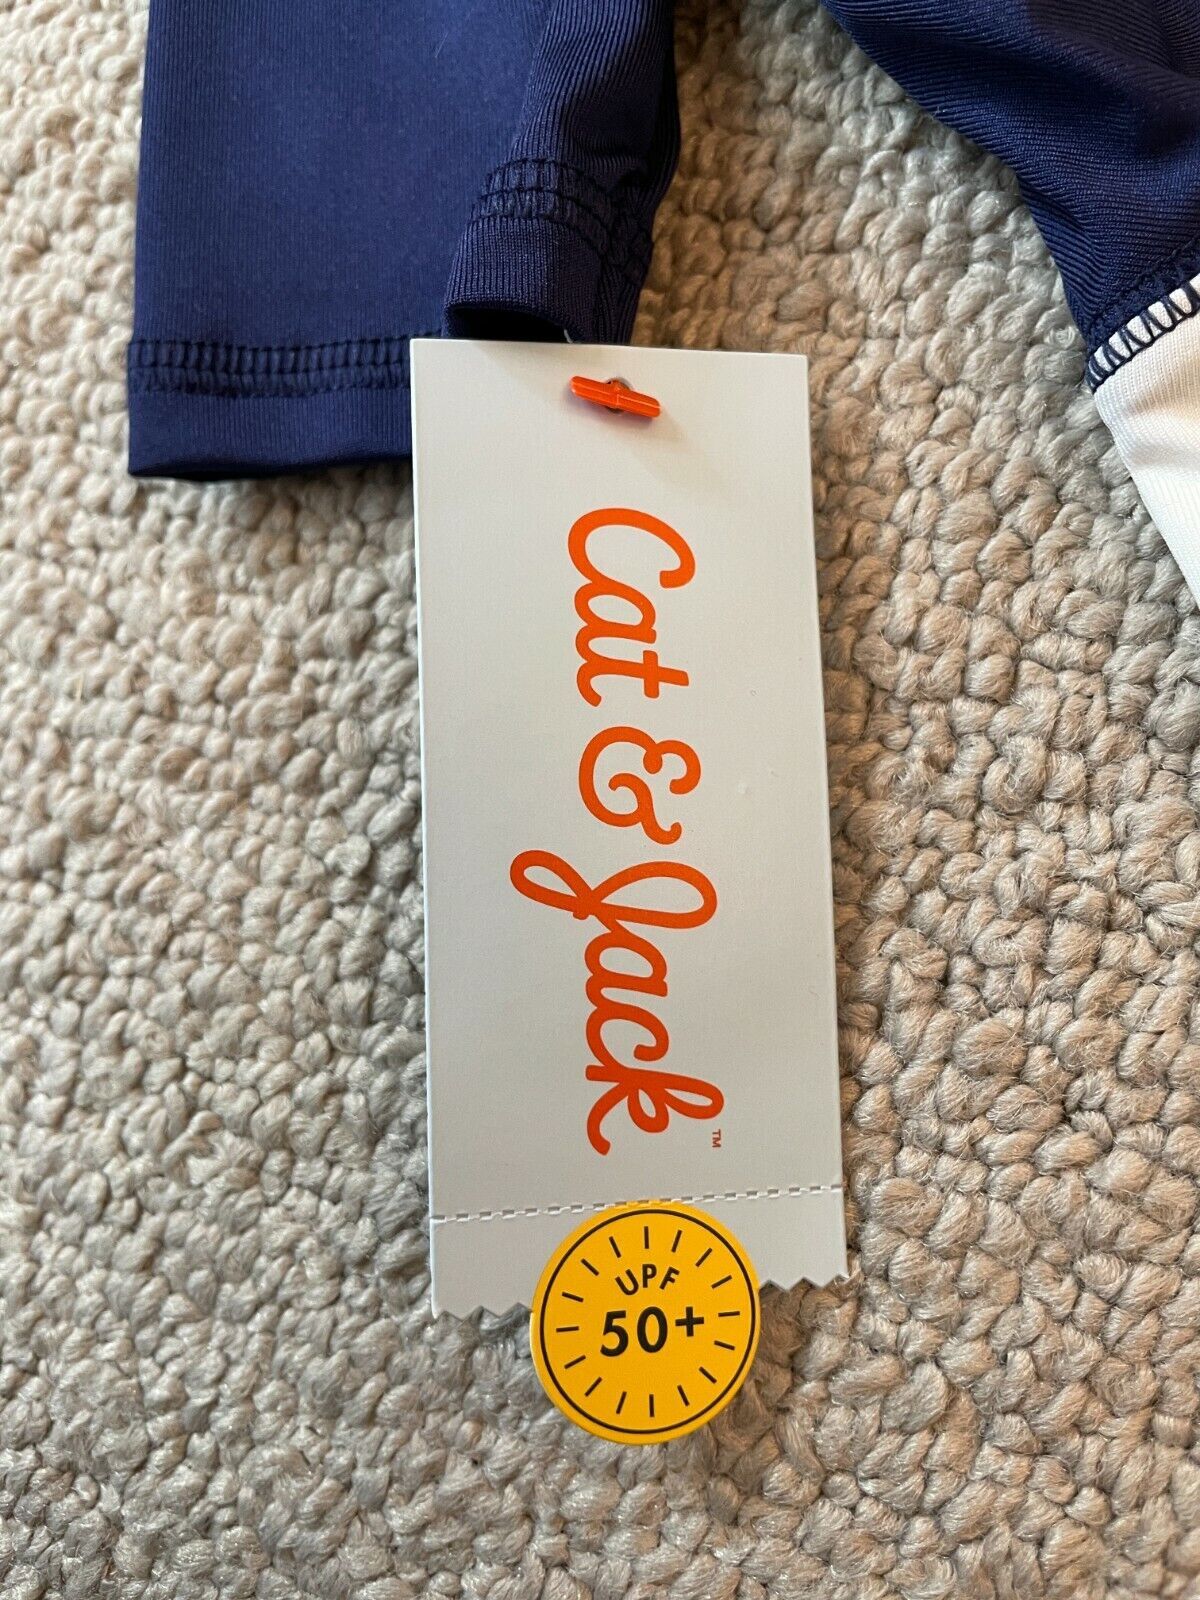 Cat & Jack™
UPF
50+